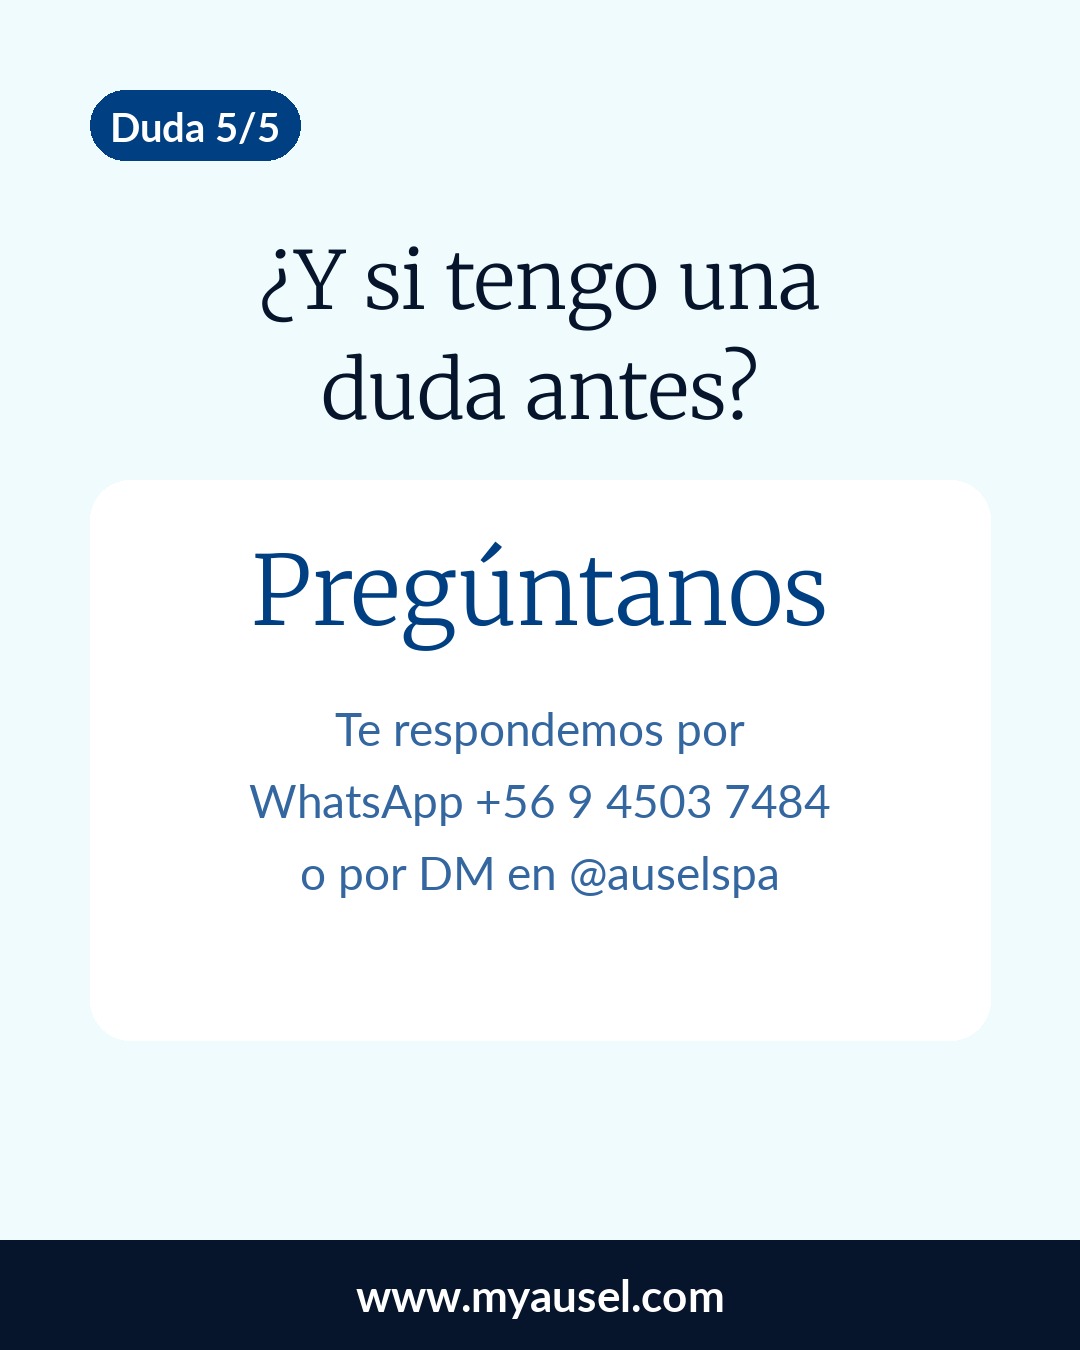 Duda 5/5
¿Y si tengo una
duda antes?
Pregúntanos
Te respondemos por
WhatsApp +56 9 4503 7484
o por DM en @auselspa
www.myausel.com